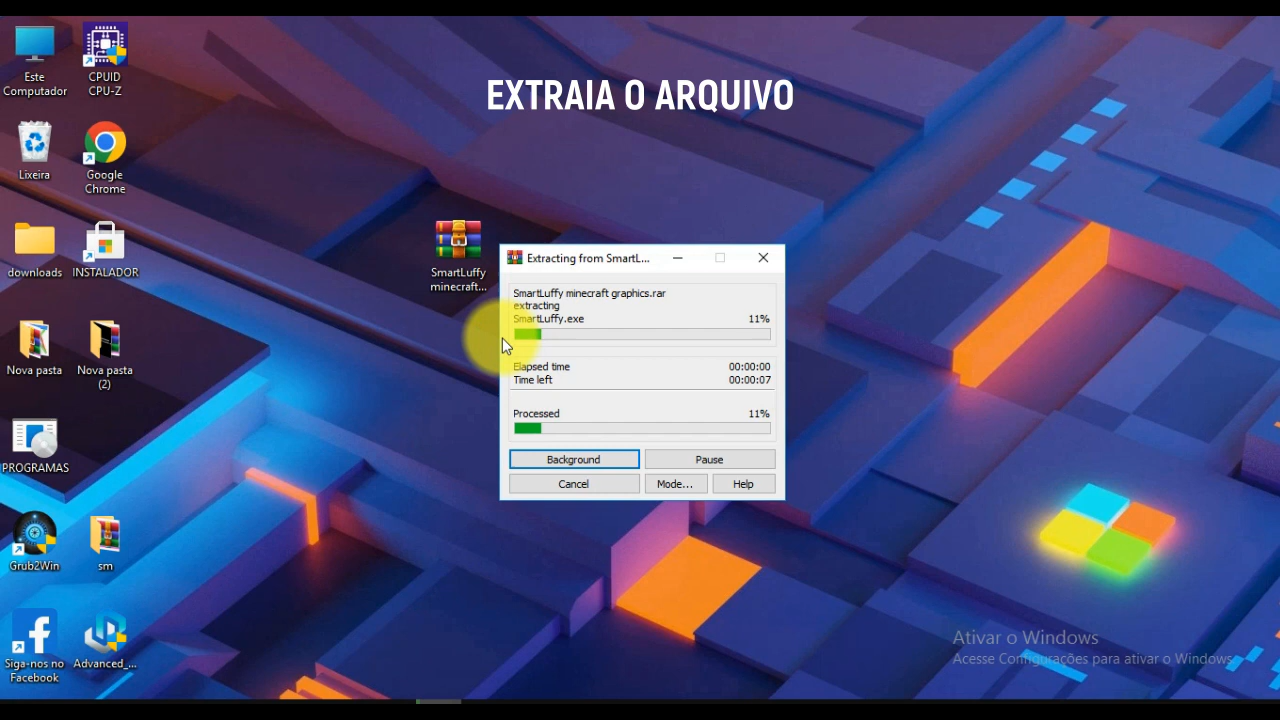 EXTRAIA O ARQUIVO
Este
Computador
CPUID
CPU-Z
Lixeira
Google
Chrome
downloads
INSTALADOR
Nova pasta
Nova pasta
(2)
PROGRAMAS
Grub2Win
sm
Siga-nos no
Facebook
Advanced_...
SmartLuffy
minecraft...
Extracting from SmartL...
SmartLuffy minecraft graphics.rar
extracting
SmartLuffy.exe 11%
Elapsed time 00:00:00
Time left 00:00:07
Processed 11%
Background Pause
Cancel Mode... Help
Ativar o Windows
Acesse Configurações para ativar o Windows.